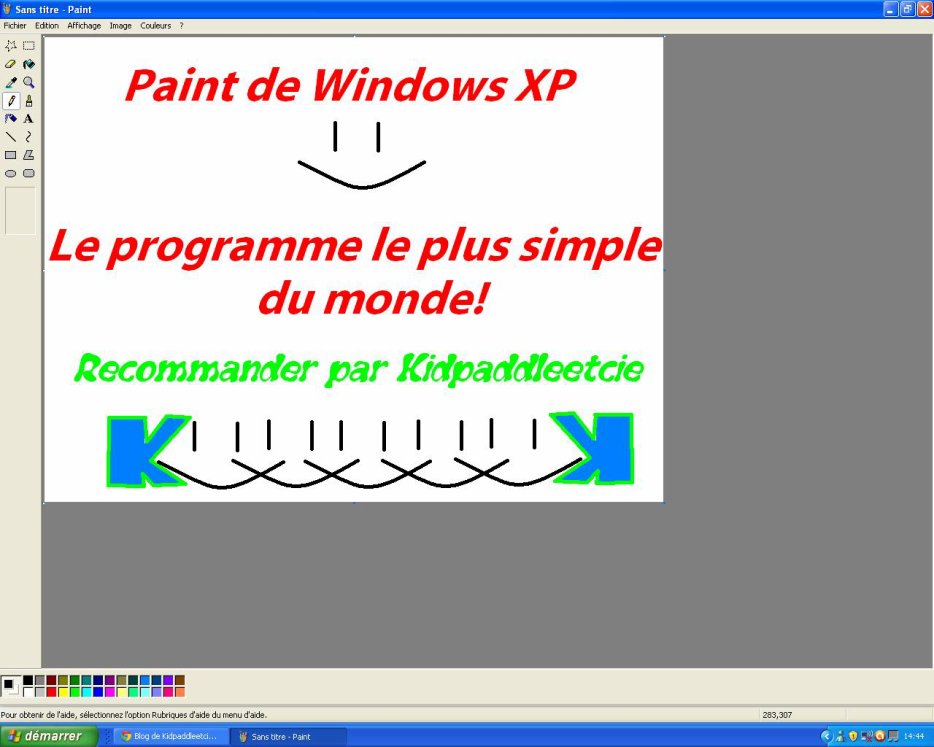 Sans titre - Paint
Fichier Edition Affichage Image Couleurs ?
A
Paint de Windows XP
Le programme le plus simple
du monde!
Recommander par Kidpaddleetcie
K K
Pour obtenir de l'aide, sélectionnez l'option Rubriques d'aide du menu d'aide.
283,307
démarrer
Blog de Kidpaddleetci...
Sans titre - Paint
14:44